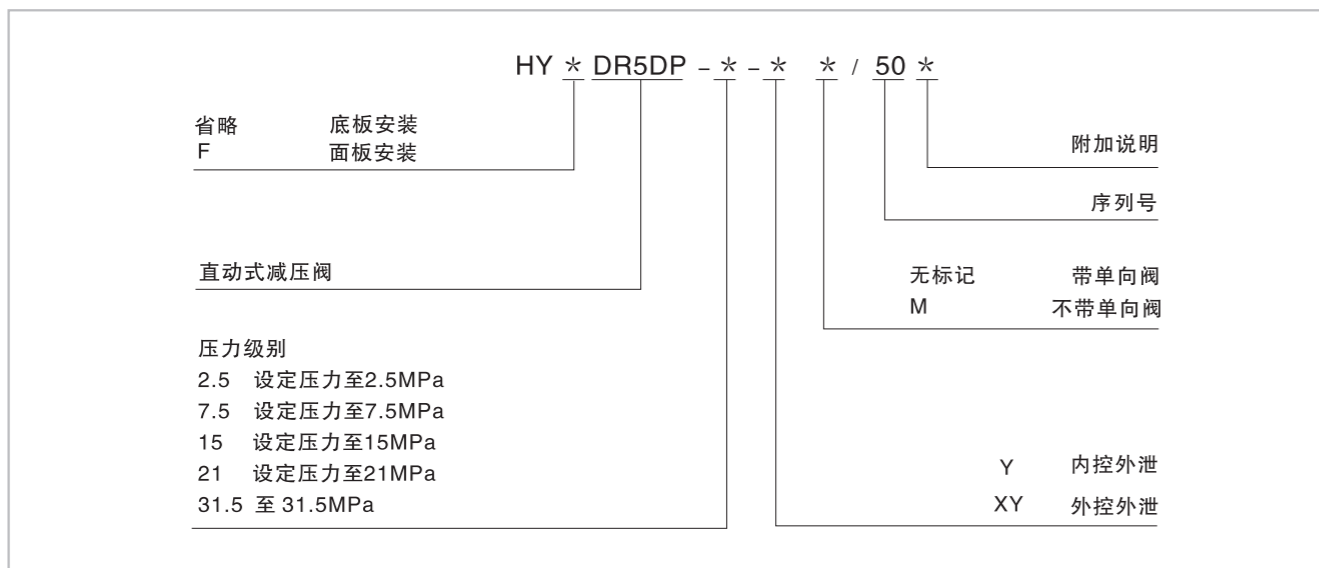 HY * DR5DP - * - * * / 50 *
省略 底板安装
F 面板安装
附加说明
序列号
直动式减压阀
无标记 带单向阀
M 不带单向阀
压力级别
2.5 设定压力至2.5MPa
7.5 设定压力至7.5MPa
15 设定压力至15MPa
21 设定压力至21MPa
31.5 至 31.5MPa
Y 内控外泄
XY 外控外泄